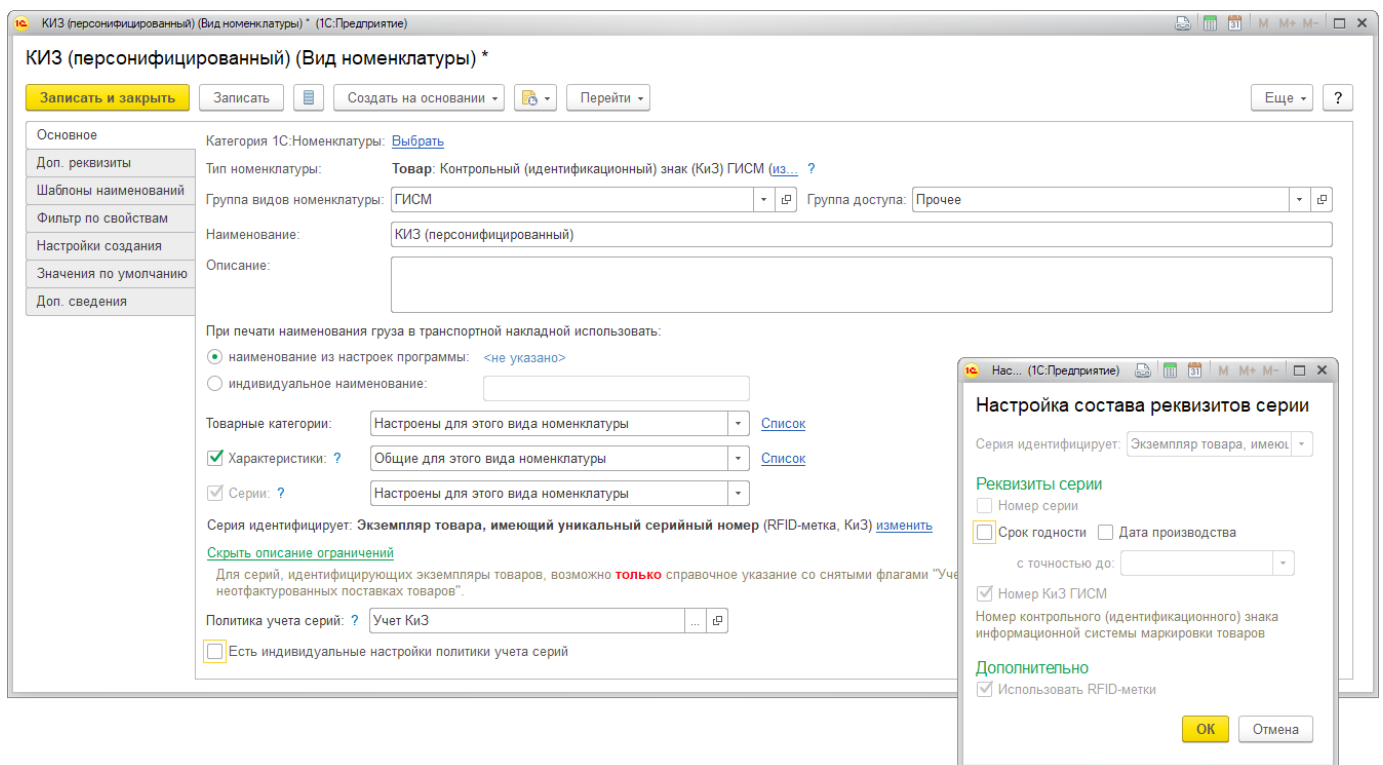 КИЗ (персонифицированный) (Вид номенклатуры) * (1С:Предприятие)
M M+ M-
КИЗ (персонифицированный) (Вид номенклатуры) *
Записать и закрыть Записать Создать на основании Перейти Еще ?
Основное
Доп. реквизиты
Шаблоны наименований
Фильтр по свойствам
Настройки создания
Значения по умолчанию
Доп. сведения
Категория 1С:Номенклатуры: Выбрать
Тип номенклатуры: Товар: Контрольный (идентификационный) знак (КиЗ) ГИСМ (из... ?
Группа видов номенклатуры: ГИСМ Группа доступа: Прочее
Наименование: КИЗ (персонифицированный)
Описание:
При печати наименования груза в транспортной накладной использовать:
наименование из настроек программы: <не указано>
индивидуальное наименование:
Товарные категории: Настроены для этого вида номенклатуры Список
Характеристики: ? Общие для этого вида номенклатуры Список
Серии: ? Настроены для этого вида номенклатуры
Серия идентифицирует: Экземпляр товара, имеющий уникальный серийный номер (RFID-метка, КиЗ) изменить
Скрыть описание ограничений
Для серий, идентифицирующих экземпляры товаров, возможно только справочное указание со снятыми флагами "Уче
неотфактурованных поставках товаров".
Политика учета серий: ? Учет КиЗ ...
Есть индивидуальные настройки политики учета серий
Нас... (1С:Предприятие) 31 M M+ M-
Настройка состава реквизитов серии
Серия идентифицирует: Экземпляр товара, имеющ
Реквизиты серии
Номер серии
Срок годности Дата производства
с точностью до:
Номер КиЗ ГИСМ
Номер контрольного (идентификационного) знака
информационной системы маркировки товаров
Дополнительно
Использовать RFID-метки
ОК Отмена